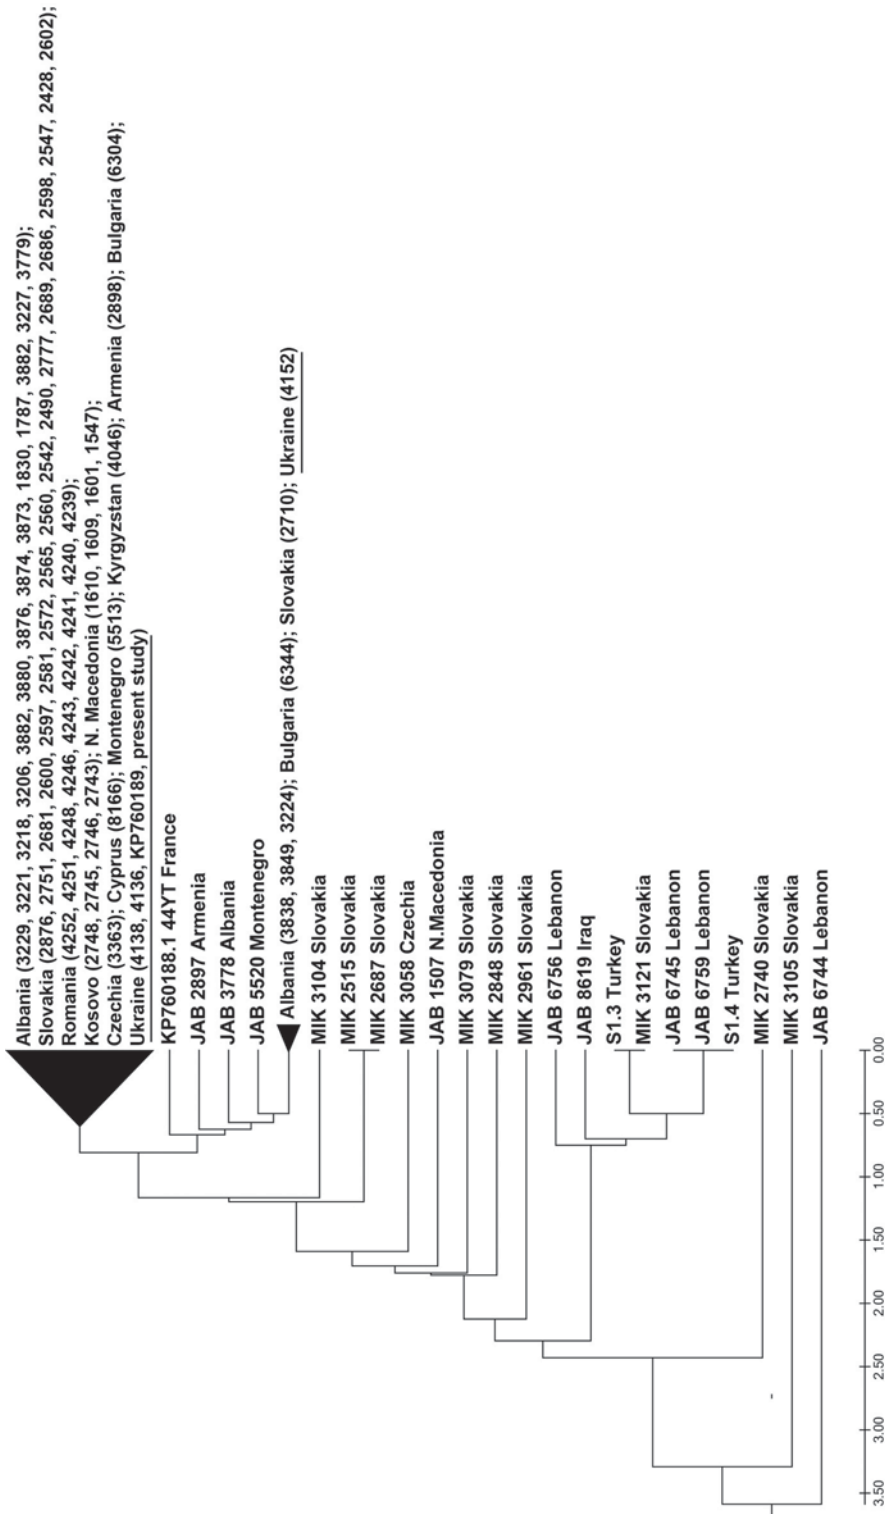 Albania (3229, 3221, 3218, 3206, 3882, 3880, 3876, 3874, 3873, 1830, 1787, 3882, 3227, 3779);
Slovakia (2876, 2751, 2681, 2600, 2597, 2581, 2572, 2565, 2560, 2542, 2490, 2777, 2689, 2686, 2598, 2547, 2428, 2602);
Romania (4252, 4251, 4248, 4246, 4243, 4242, 4241, 4240, 4239);
Kosovo (2748, 2745, 2746, 2743); N. Macedonia (1610, 1609, 1601, 1547);
Czechia (3363); Cyprus (8166); Montenegro (5513); Kyrgyzstan (4046); Armenia (2898); Bulgaria (6304);
Ukraine (4138, 4136, KP760189, present study)
KP760188.1 44YT France
JAB 2897 Armenia
JAB 3778 Albania
JAB 5520 Montenegro
Albania (3838, 3849, 3224); Bulgaria (6344); Slovakia (2710); Ukraine (4152)
MIK 3104 Slovakia
MIK 2515 Slovakia
MIK 2687 Slovakia
MIK 3058 Czechia
JAB 1507 N.Macedonia
MIK 3079 Slovakia
MIK 2848 Slovakia
MIK 2961 Slovakia
JAB 6756 Lebanon
JAB 8619 Iraq
S1.3 Turkey
MIK 3121 Slovakia
JAB 6745 Lebanon
JAB 6759 Lebanon
S1.4 Turkey
MIK 2740 Slovakia
MIK 3105 Slovakia
JAB 6744 Lebanon
3.50 3.00 2.50 2.00 1.50 1.00 0.50 0.00